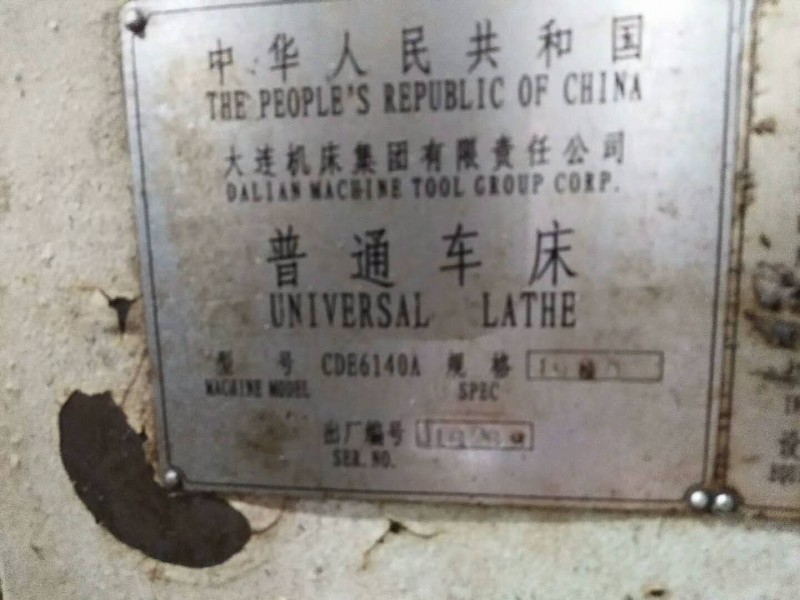 中华人民共和国
THE PEOPLE'S REPUBLIC OF CHINA
大连机床集团有限责任公司
DALIAN MACHINE TOOL GROUP CORP.
普通车床
UNIVERSAL LATHE
型号 CDE6140A 规格
MACHINE MODEL SPEC
出厂编号
SER.NO.